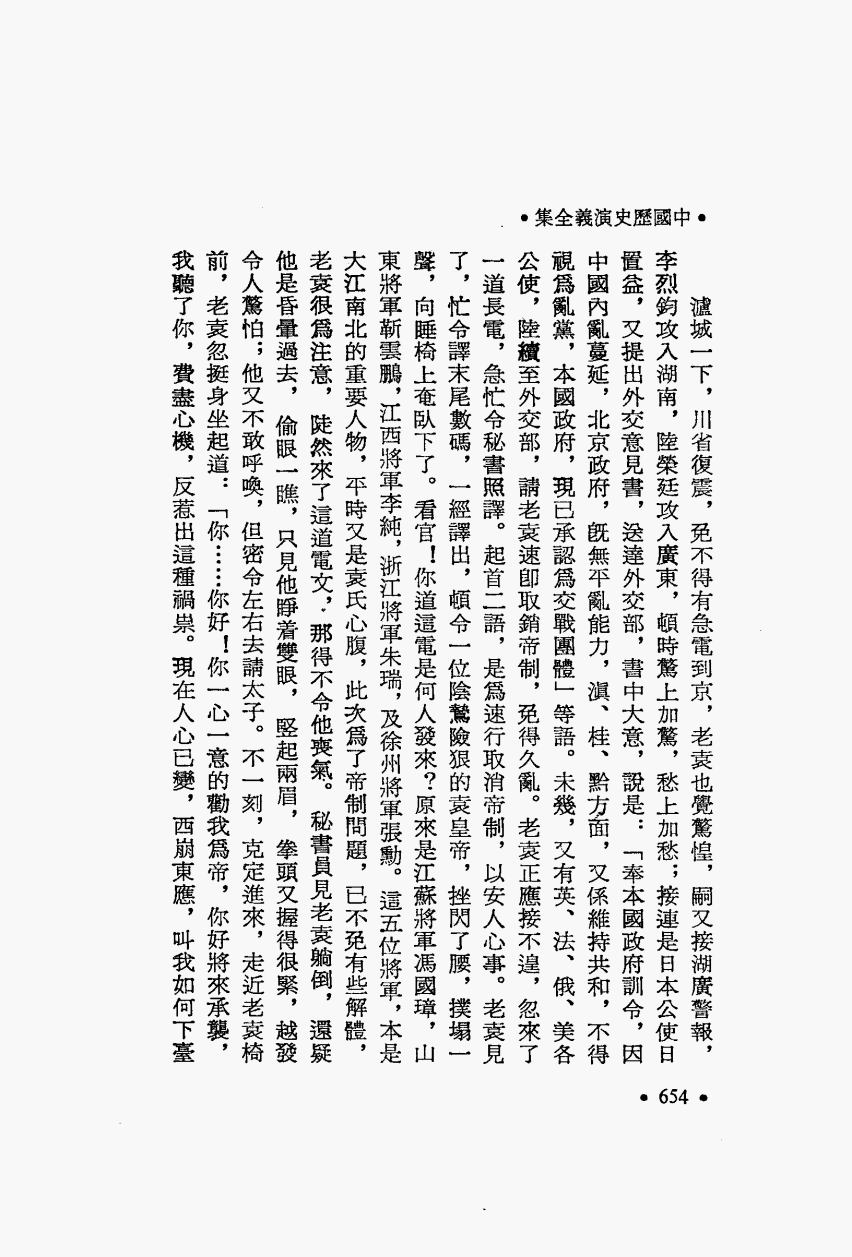 •中國歷史演義全集•
瀘城一下，川省復震，免不得有急電到京，老袁也覺驚惶，嗣又接湖廣警報，
李烈鈞攻入湖南，陸榮廷攻入廣東，頓時驚上加驚，愁上加愁；接連是日本公使日
置益，又提出外交意見書，送達外交部，書中大意，說是：「奉本國政府訓令，因
中國內亂蔓延，北京政府，既無平亂能力，滇、桂、黔方面，又係維持共和，不得
視爲亂黨，本國政府，現已承認爲交戰團體」等語。未幾，又有英、法、俄、美各
公使，陸續至外交部，請老袁速卽取銷帝制，免得久亂。老袁正應接不遑，忽來了
一道長電，急忙令秘書照譯。起首二語，是爲速行取消帝制，以安人心事。老袁見
了，忙令譯末尾數碼，一經譯出，頓令一位陰鷙險狠的袁皇帝，挫閃了腰，撲塌一
聲，向睡椅上奄臥下了。看官！你道這電是何人發來？原來是江蘇將軍馮國璋，山
東將軍靳雲鵬，江西將軍李純，浙江將軍朱瑞，及徐州將軍張勳。這五位將軍，本是
大江南北的重要人物，平時又是袁氏心腹，此次爲了帝制問題，已不免有些解體，
老袁很爲注意，陡然來了這道電文，那得不令他喪氣。秘書員見老袁躺倒，還疑
他是昏暈過去，偷眼一瞧，只見他睜着雙眼，竪起兩眉，拳頭又握得很緊，越發
令人驚怕；他又不敢呼喚，但密令左右去請太子。不一刻，克定進來，走近老袁椅
前，老袁忽挺身坐起道：「你……你好！你一心一意的勸我爲帝，你好將來承襲，
我聽了你，費盡心機，反惹出這種禍祟。現在人心已變，西崩東應，叫我如何下臺
•654•